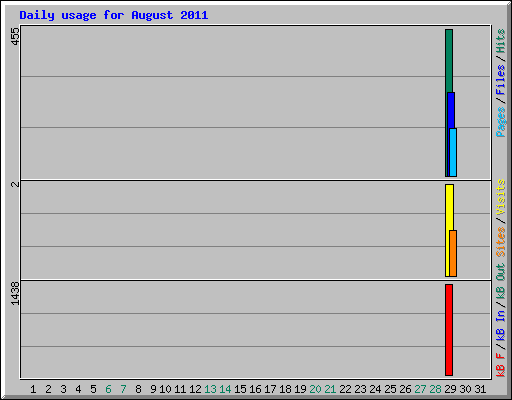 Daily usage for August 2011
455
2
1438
Pages / Files / Hits
Sites / Visits
kB F / kB In / kB Out
1 2 3 4 5 6 7 8 9 10 11 12 13 14 15 16 17 18 19 20 21 22 23 24 25 26 27 28 29 30 31